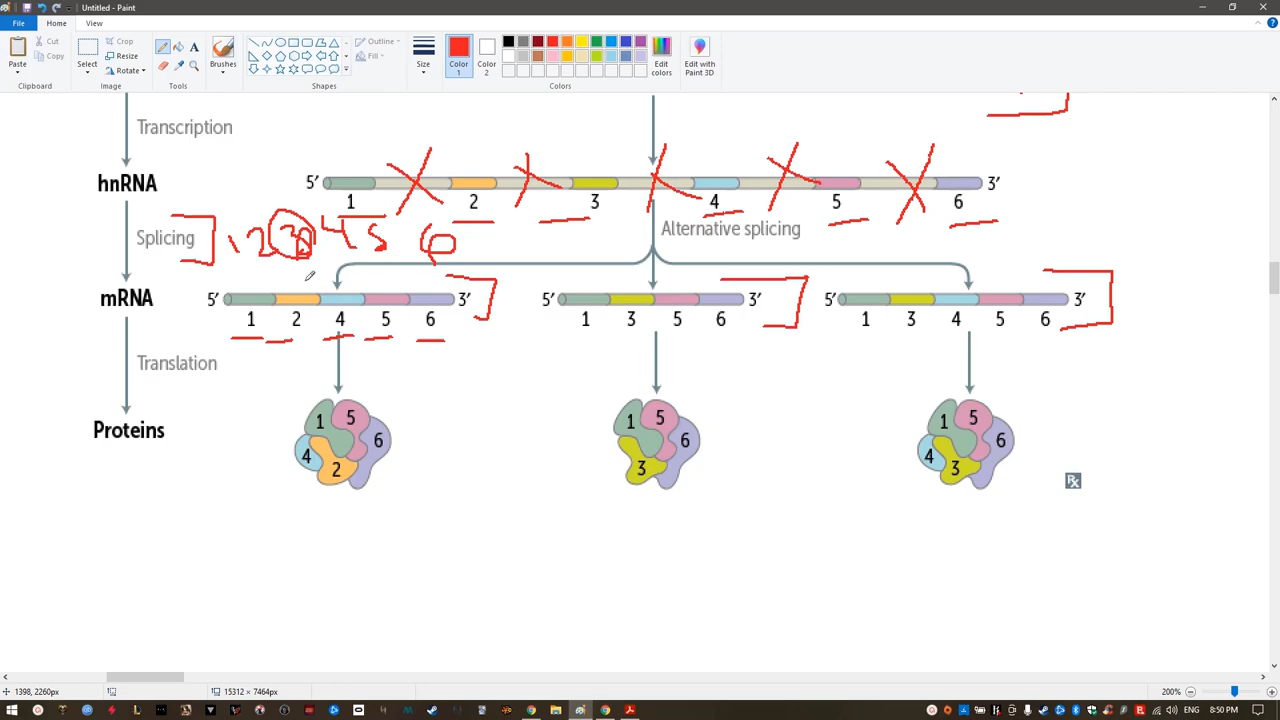 Untitled - Paint
File Home View
Paste Cut Copy Clipboard
Select Crop Resize Rotate Image
Tools
Brushes
Outline Fill Shapes
Size
Color 1 Color 2
Edit colors Edit with Paint 3D
Colors
Transcription
hnRNA 5′ 3′
1 2 3 4 5 6
Splicing 1, 2 3 4 5 6 Alternative splicing
mRNA 5′ 3′ 5′ 3′ 5′ 3′
1 2 4 5 6 1 3 5 6 1 3 4 5 6
Translation
Proteins
1 5 6 4 2
1 5 6 3
1 5 6 4 3
Rx
1398, 2260px 15312 × 7464px 200%
8:50 PM